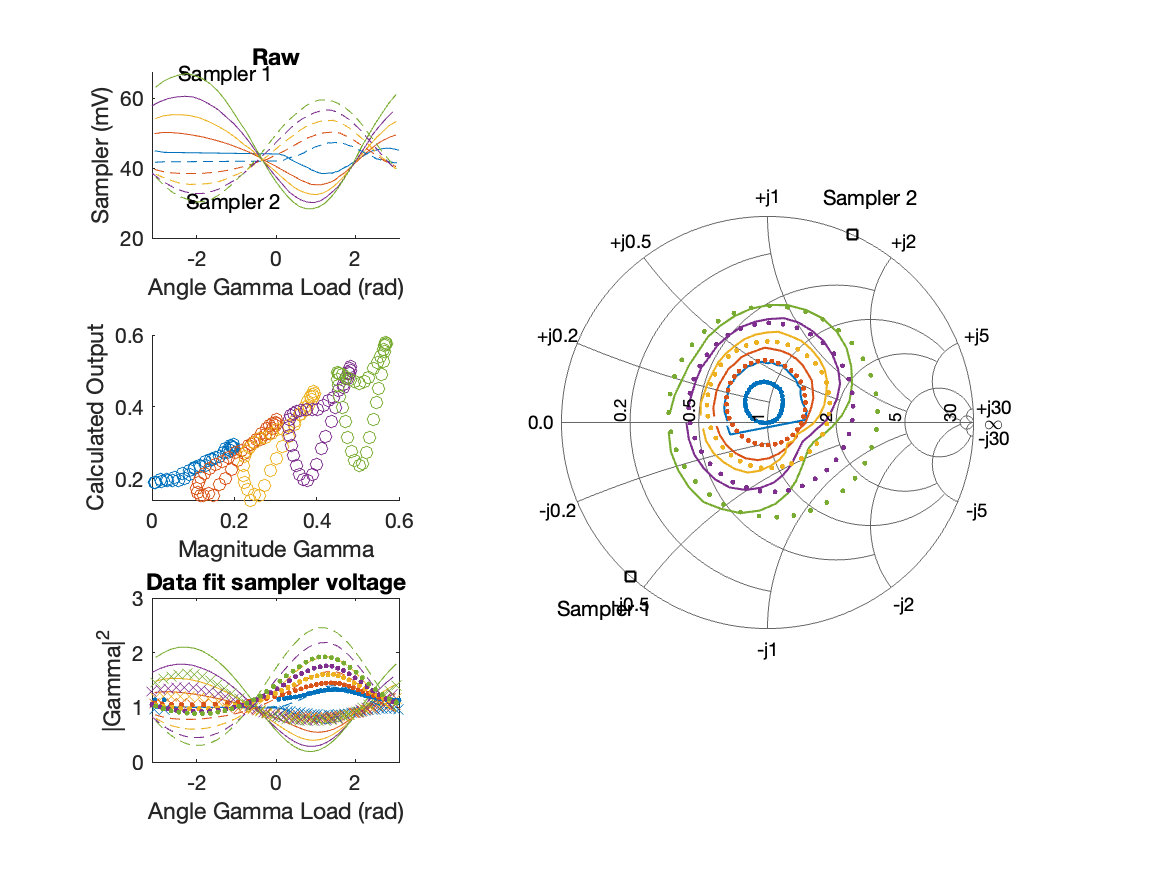 Raw
Sampler 1
60
40
20
Sampler (mV)
Sampler 2
-2
0
2
Angle Gamma Load (rad)
0.6
0.4
0.2
Calculated Output
0
0.2
0.4
0.6
Magnitude Gamma
Data fit sampler voltage
3
2
1
0
|Gamma|2
-2
0
2
Angle Gamma Load (rad)
+j1
Sampler 2
+j0.5
+j2
+j0.2
+j5
0.0
0.2
0.5
1
2
5
30
+j30
∞
-j30
-j0.2
-j5
Sampler 1
-j0.5
-j2
-j1